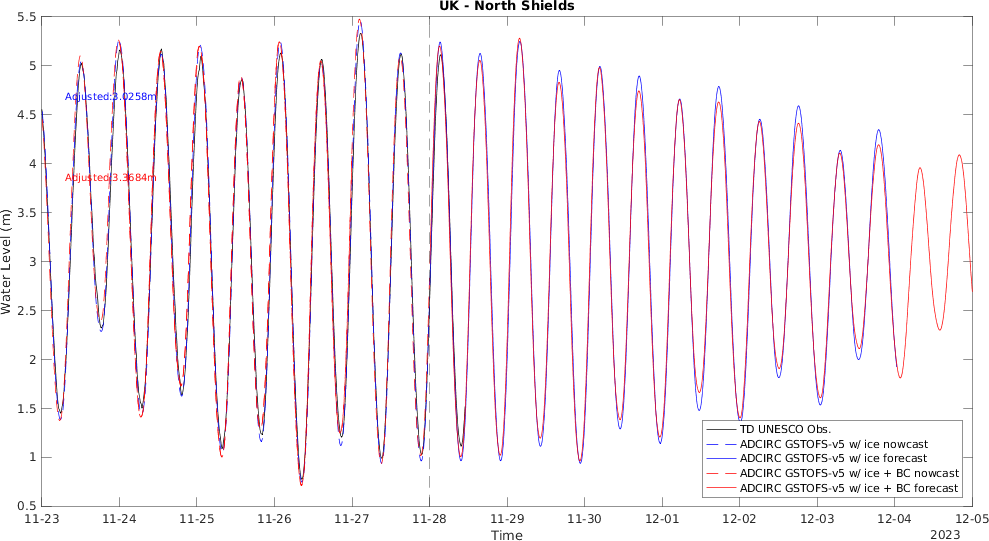 UK - North Shields
5.5
5
4.5
4
3.5
3
2.5
2
1.5
1
0.5
Water Level (m)
Adjusted:3.0258m
Adjusted:3.3684m
TD UNESCO Obs.
ADCIRC GSTOFS-v5 w/ ice nowcast
ADCIRC GSTOFS-v5 w/ ice forecast
ADCIRC GSTOFS-v5 w/ ice + BC nowcast
ADCIRC GSTOFS-v5 w/ ice + BC forecast
11-23 11-24 11-25 11-26 11-27 11-28 11-29 11-30 12-01 12-02 12-03 12-04 12-05
Time
2023